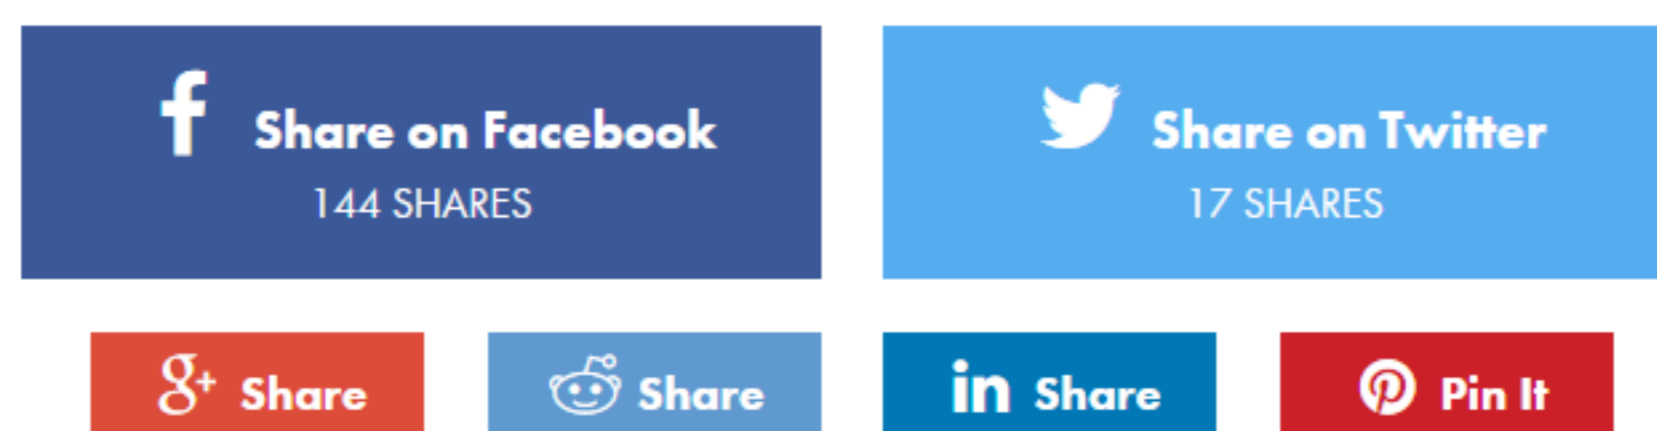 Share on Facebook
144 SHARES
Share on Twitter
17 SHARES
g+ Share
Share
in Share
Pin It